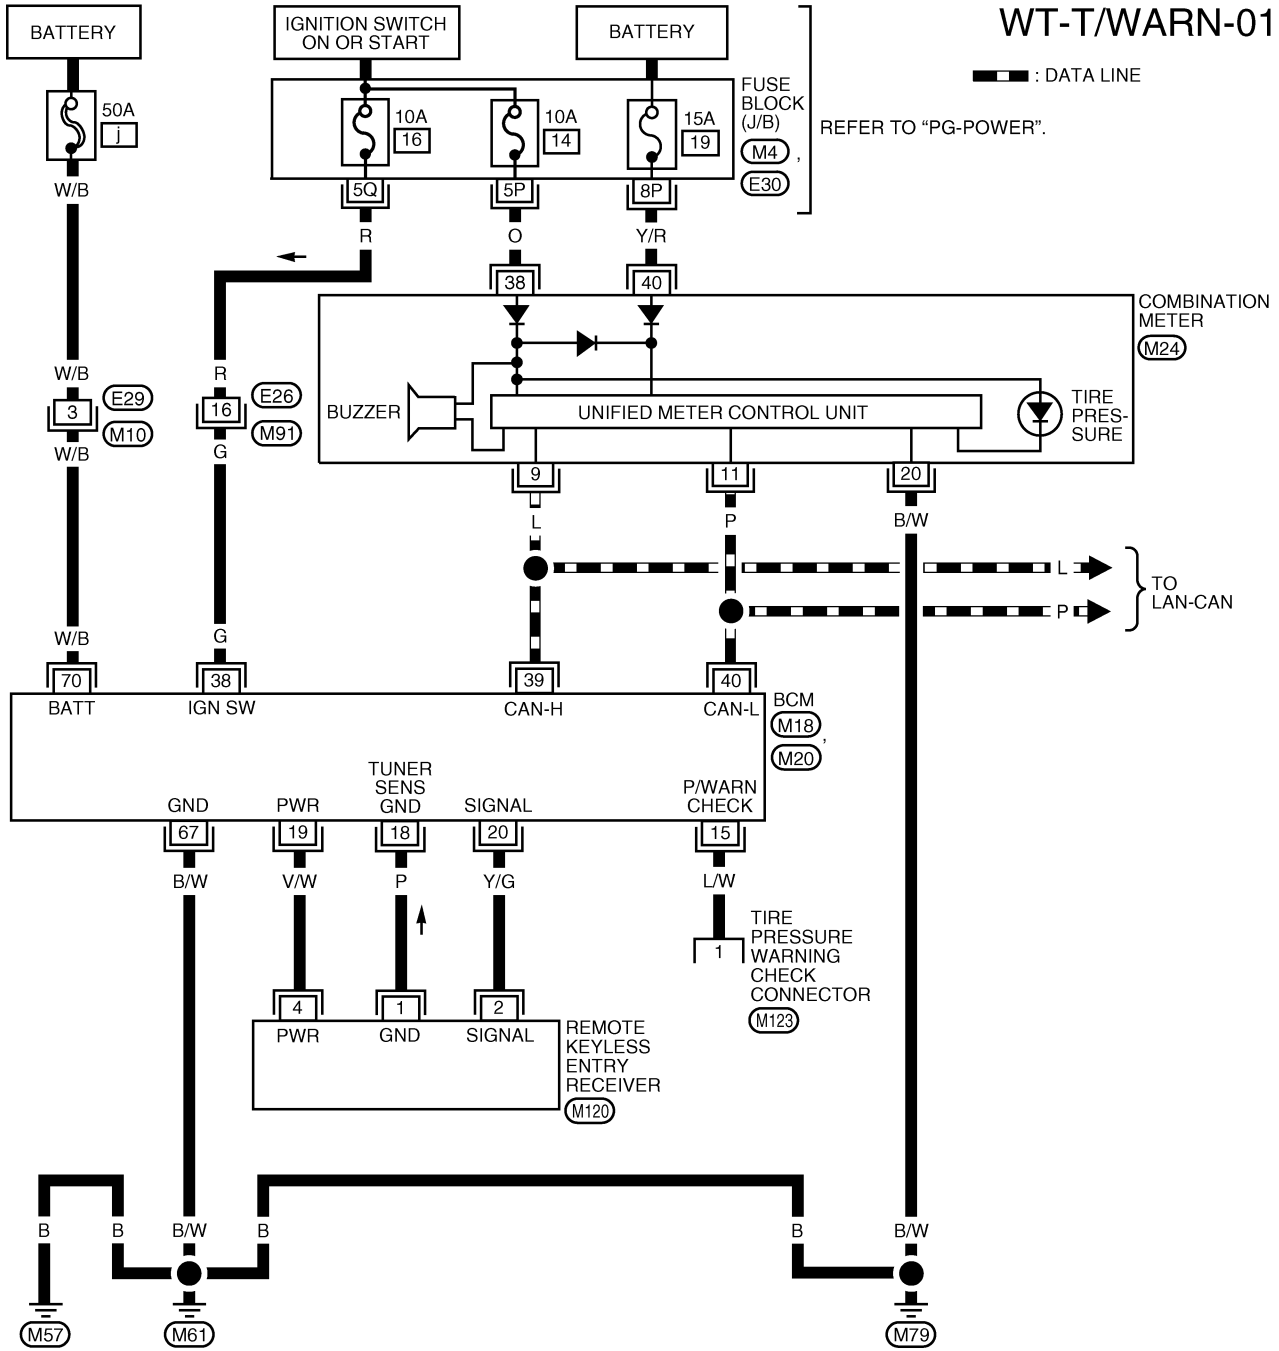 WT-T/WARN-01
BATTERY
IGNITION SWITCH
ON OR START
BATTERY
: DATA LINE
50A
j
10A
16
10A
14
15A
19
FUSE
BLOCK
(J/B)
M4
,
E30
REFER TO “PG-POWER”.
W/B
5Q
5P
8P
R
O
Y/R
38
40
COMBINATION
METER
M24
W/B
R
3
E29
M10
16
E26
M91
BUZZER
UNIFIED METER CONTROL UNIT
TIRE
PRES-
SURE
W/B
G
9
11
20
L
P
B/W
L
P
TO
LAN-CAN
W/B
G
70
38
39
40
BATT
IGN SW
CAN-H
CAN-L
BCM
M18
,
M20
GND
PWR
TUNER
SENS
GND
SIGNAL
P/WARN
CHECK
67
19
18
20
15
B/W
V/W
P
Y/G
L/W
1
TIRE
PRESSURE
WARNING
CHECK
CONNECTOR
M123
4
1
2
PWR
GND
SIGNAL
REMOTE
KEYLESS
ENTRY
RECEIVER
M120
B
B
B/W
B
B
B/W
M57
M61
M79